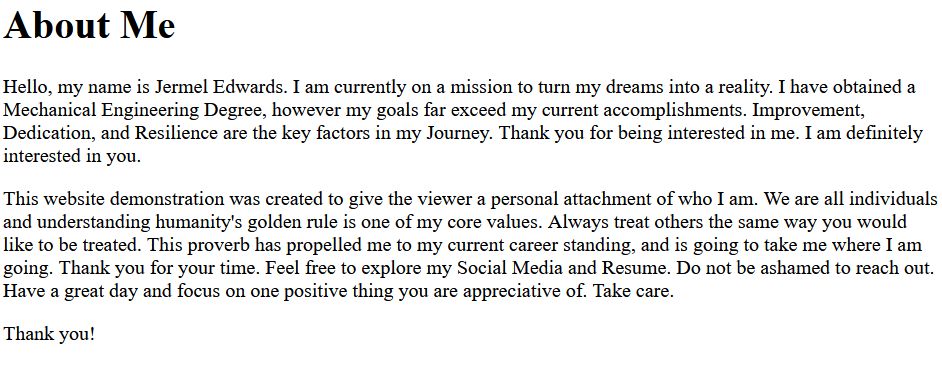 About Me
Hello, my name is Jermel Edwards. I am currently on a mission to turn my dreams into a reality. I have obtained a
Mechanical Engineering Degree, however my goals far exceed my current accomplishments. Improvement,
Dedication, and Resilience are the key factors in my Journey. Thank you for being interested in me. I am definitely
interested in you.
This website demonstration was created to give the viewer a personal attachment of who I am. We are all individuals
and understanding humanity's golden rule is one of my core values. Always treat others the same way you would
like to be treated. This proverb has propelled me to my current career standing, and is going to take me where I am
going. Thank you for your time. Feel free to explore my Social Media and Resume. Do not be ashamed to reach out.
Have a great day and focus on one positive thing you are appreciative of. Take care.
Thank you!